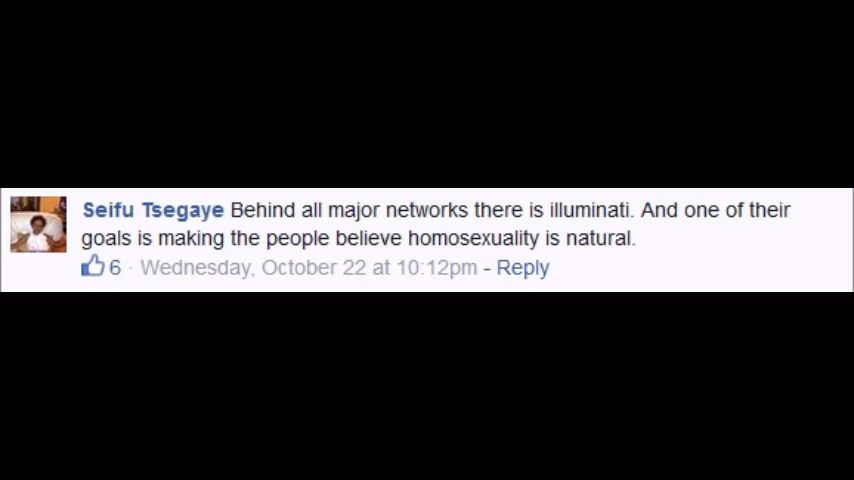 Seifu Tsegaye Behind all major networks there is illuminati. And one of their
goals is making the people believe homosexuality is natural.
6 · Wednesday, October 22 at 10:12pm - Reply